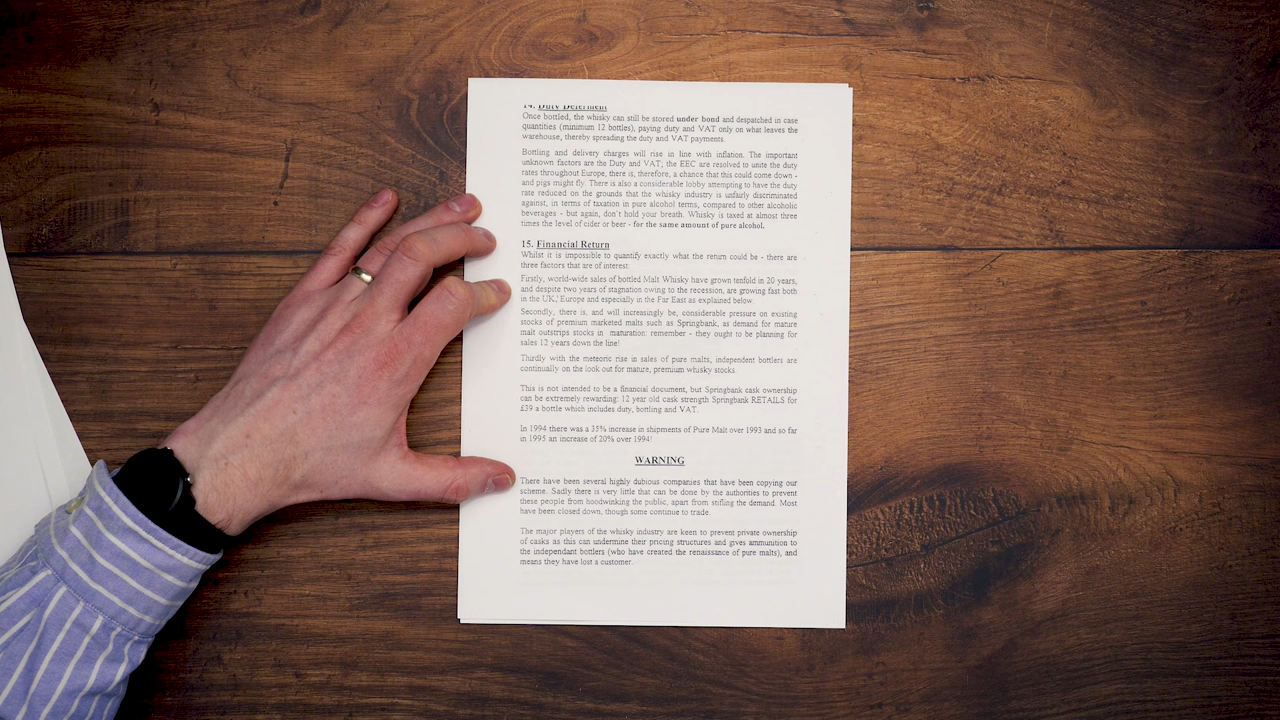 14. Duty Deferment
Once bottled, the whisky can still be stored under bond and despatched in case
quantities (minimum 12 bottles), paying duty and VAT only on what leaves the
warehouse, thereby spreading the duty and VAT payments.
Bottling and delivery charges will rise in line with inflation. The important
unknown factors are the Duty and VAT; the EEC are resolved to unite the duty
rates throughout Europe, there is, therefore, a chance that this could come down -
and pigs might fly. There is also a considerable lobby attempting to have the duty
rate reduced on the grounds that the whisky industry is unfairly discriminated
against, in terms of taxation in pure alcohol terms, compared to other alcoholic
beverages - but again, don't hold your breath. Whisky is taxed at almost three
times the level of cider or beer - for the same amount of pure alcohol.
15. Financial Return
Whilst it is impossible to quantify exactly what the return could be - there are
three factors that are of interest.
Firstly, world-wide sales of bottled Malt Whisky have grown tenfold in 20 years,
and despite two years of stagnation owing to the recession, are growing fast both
in the UK, Europe and especially in the Far East as explained below.
Secondly, there is, and will increasingly be, considerable pressure on existing
stocks of premium marketed malts such as Springbank, as demand for mature
malt outstrips stocks in maturation: remember - they ought to be planning for
sales 12 years down the line!
Thirdly with the meteoric rise in sales of pure malts, independent bottlers are
continually on the look out for mature, premium whisky stocks.
This is not intended to be a financial document, but Springbank cask ownership
can be extremely rewarding: 12 year old cask strength Springbank RETAILS for
£39 a bottle which includes duty, bottling and VAT.
In 1994 there was a 35% increase in shipments of Pure Malt over 1993 and so far
in 1995 an increase of 20% over 1994!
WARNING
There have been several highly dubious companies that have been copying our
scheme. Sadly there is very little that can be done by the authorities to prevent
these people from hoodwinking the public, apart from stifling the demand. Most
have been closed down, though some continue to trade.
The major players of the whisky industry are keen to prevent private ownership
of casks as this can undermine their pricing structures and gives ammunition to
the independant bottlers (who have created the renaissance of pure malts), and
means they have lost a customer.